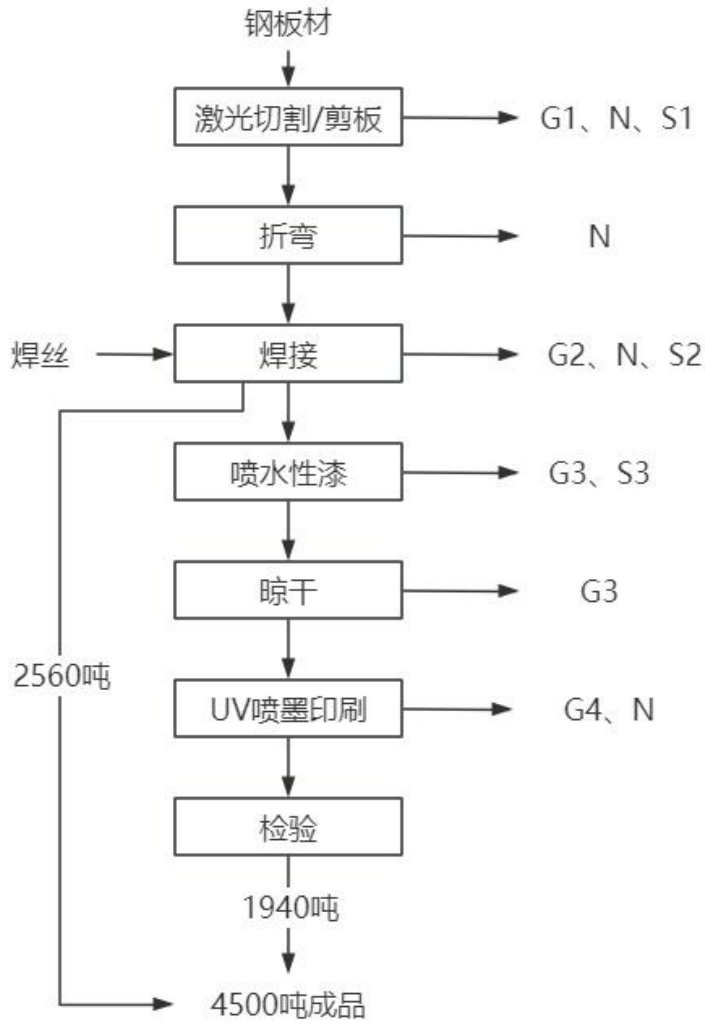 钢板材
激光切割/剪板
G1、N、S1
折弯
N
焊丝
焊接
G2、N、S2
喷水性漆
G3、S3
晾干
G3
2560吨
UV喷墨印刷
G4、N
检验
1940吨
4500吨成品